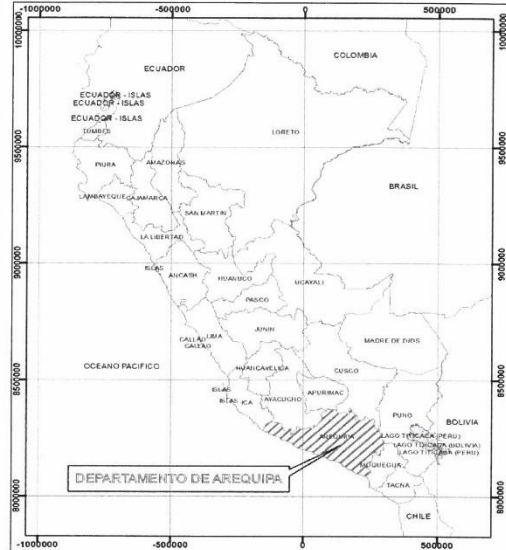 -1000000 -500000 0 500000
10000000 10000000
COLOMBIA
ECUADOR
ECUADOR - ISLAS
ECUADOR - ISLAS
ECUADOR - ISLAS
TUMBES
LORETO
9500000 9500000
PIURA
AMAZONAS
BRASIL
LAMBAYEQUE
CAJAMARCA
SAN MARTIN
LA LIBERTAD
9000000 9000000
ISLAS
ANCASH
HUANUCO
UCAYALI
PASCO
LIMA
JUNIN
MADRE DE DIOS
CALLAO
CALLAO
OCEANO PACIFICO
HUANCAVELICA
CUSCO
8500000 8500000
ISLAS
ISLAS
ICA
AYACUCHO
APURIMAC
PUNO
BOLIVIA
AREQUIPA
LAGO TITICACA (PERU)
LAGO TITICACA (BOLIVIA)
LAGO TITICACA (PERU)
MOQUEGUA
DEPARTAMENTO DE AREQUIPA
TACNA
8000000 8000000
CHILE
-1000000 -500000 0 500000